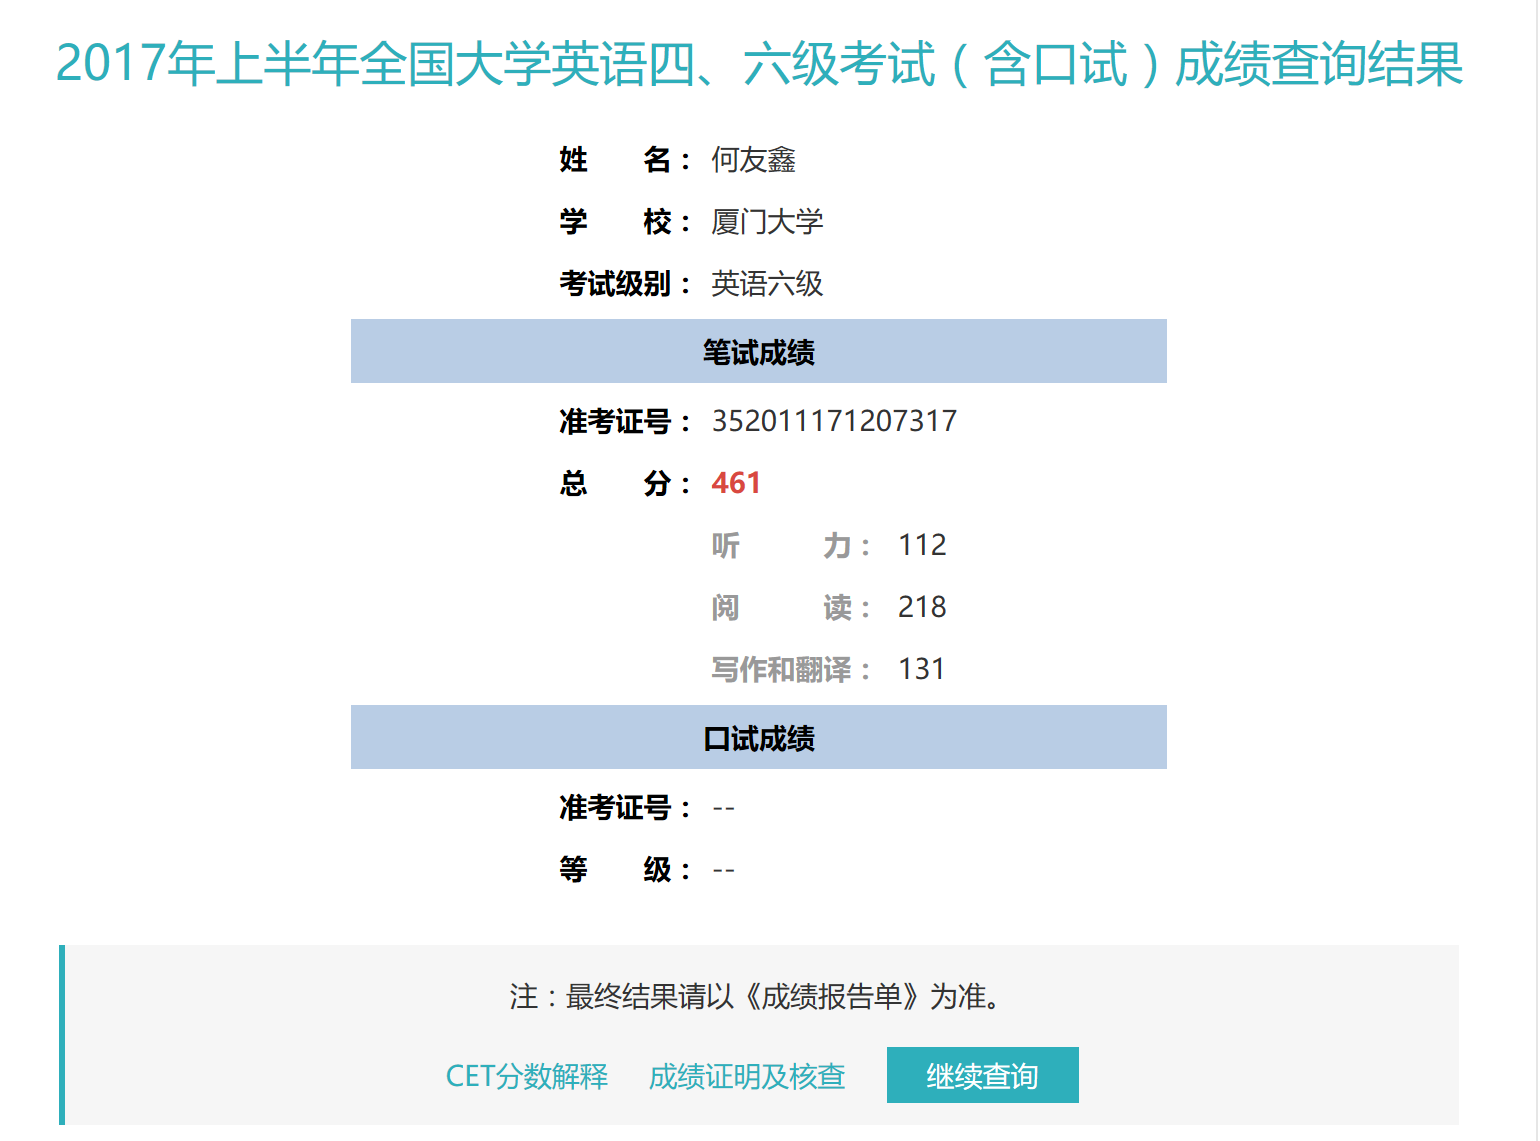 2017年上半年全国大学英语四、六级考试（含口试）成绩查询结果
姓　　名： 何友鑫
学　　校： 厦门大学
考试级别： 英语六级
笔试成绩
准考证号： 352011171207317
总　　分： 461
听　　　力： 112
阅　　　读： 218
写作和翻译： 131
口试成绩
准考证号： --
等　　级： --
注：最终结果请以《成绩报告单》为准。
CET分数解释 成绩证明及核查 继续查询